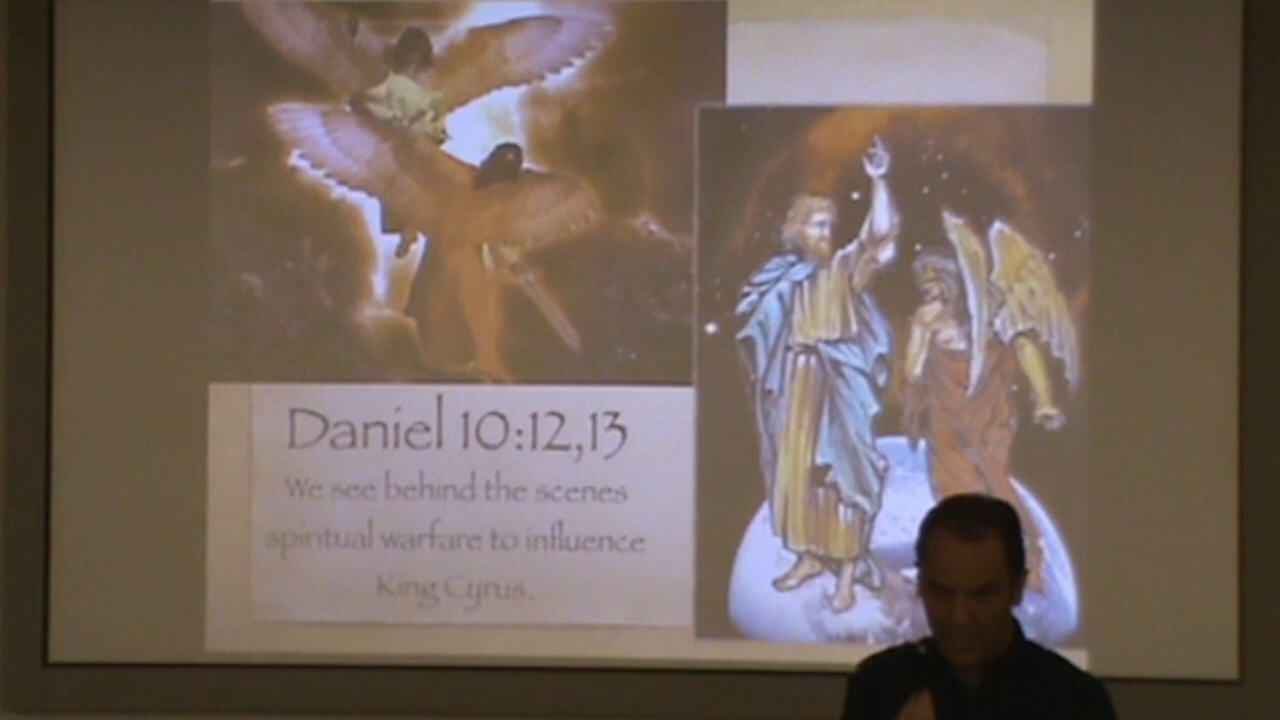 Daniel 10:12,13
We see behind the scenes
spiritual warfare to influence
King Cyrus.